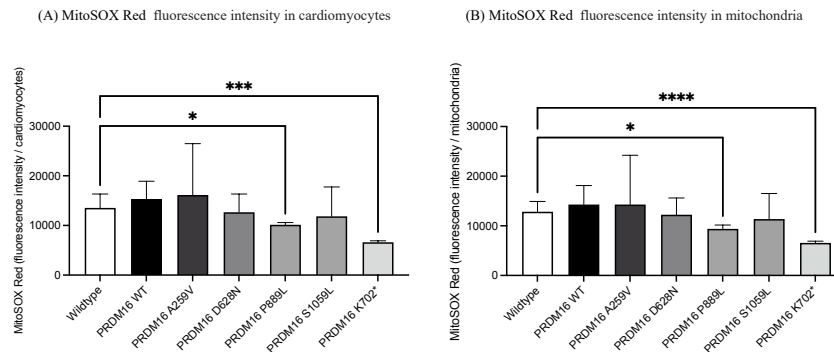 (A) MitoSOX Red fluorescence intensity in cardiomyocytes
MitoSOX Red (fluorescence intensity / cardiomyocytes)
***
*
30000
20000
10000
0
Wildtype
PRDM16 WT
PRDM16 A259V
PRDM16 D628N
PRDM16 P889L
PRDM16 S1059L
PRDM16 K702*
(B) MitoSOX Red fluorescence intensity in mitochondria
MitoSOX Red (fluorescence intensity / mitochondria)
****
*
30000
20000
10000
0
Wildtype
PRDM16 WT
PRDM16 A259V
PRDM16 D628N
PRDM16 P889L
PRDM16 S1059L
PRDM16 K702*